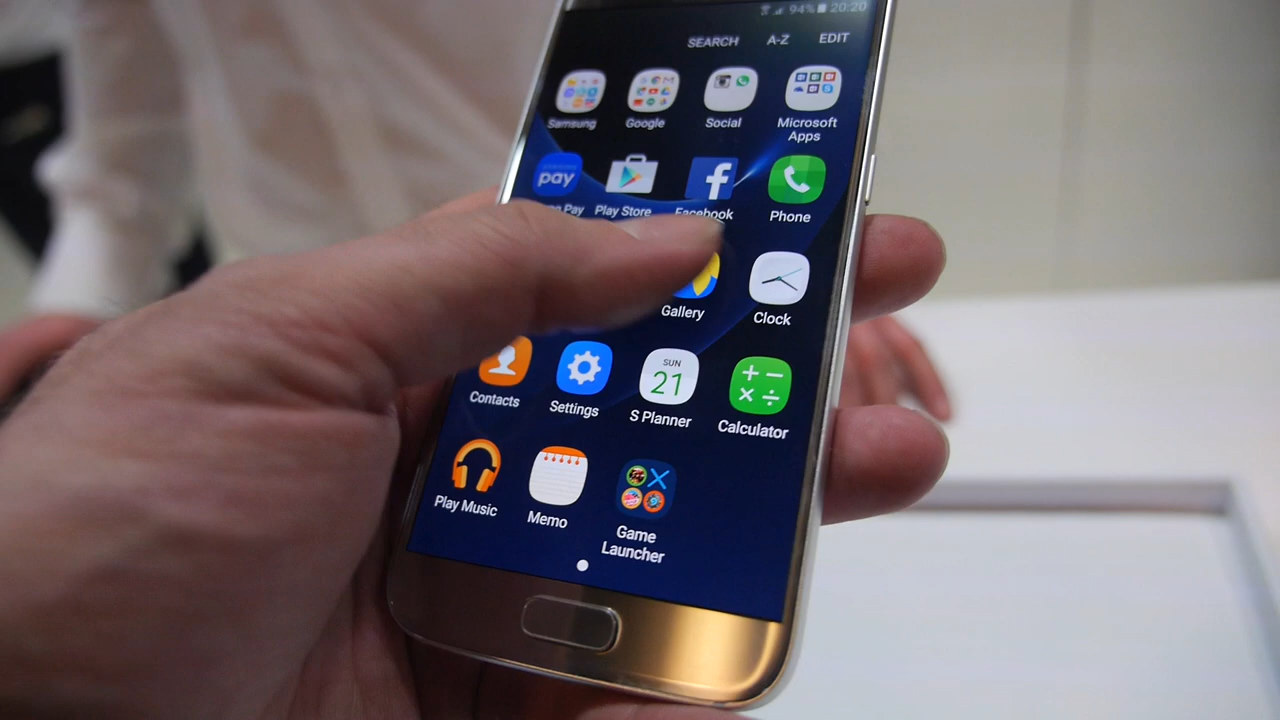 94% 20:20
SEARCH A-Z EDIT
Samsung Google Social Microsoft
Apps
pay
Pay Play Store Facebook Phone
Gallery Clock
SUN
21
Contacts Settings S Planner Calculator
Play Music Memo Game
Launcher